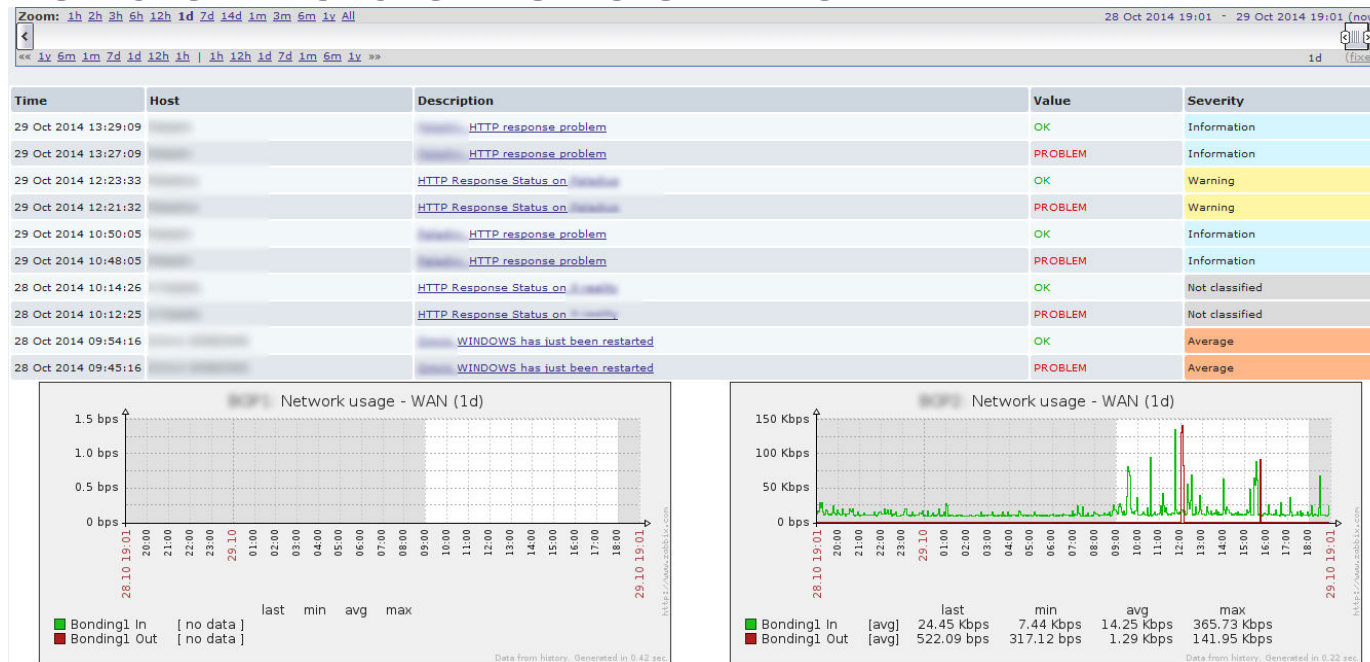 Zoom: 1h 2h 3h 6h 12h 1d 7d 14d 1m 3m 6m 1y All 28 Oct 2014 19:01 - 29 Oct 2014 19:01 (now
«« 1y 6m 1m 7d 1d 12h 1h | 1h 12h 1d 7d 1m 6m 1y »» 1d (fixe
Time Host Description Value Severity
29 Oct 2014 13:29:09 HTTP response problem OK Information
29 Oct 2014 13:27:09 HTTP response problem PROBLEM Information
29 Oct 2014 12:23:33 HTTP Response Status on OK Warning
29 Oct 2014 12:21:32 HTTP Response Status on PROBLEM Warning
29 Oct 2014 10:50:05 HTTP response problem OK Information
29 Oct 2014 10:48:05 HTTP response problem PROBLEM Information
28 Oct 2014 10:14:26 HTTP Response Status on OK Not classified
28 Oct 2014 10:12:25 HTTP Response Status on PROBLEM Not classified
28 Oct 2014 09:54:16 WINDOWS has just been restarted OK Average
28 Oct 2014 09:45:16 WINDOWS has just been restarted PROBLEM Average
Network usage - WAN (1d)
1.5 bps
1.0 bps
0.5 bps
0 bps
28.10 19:01 20:00 21:00 22:00 23:00 29.10 01:00 02:00 03:00 04:00 05:00 06:00 07:00 08:00 09:00 10:00 11:00 12:00 13:00 14:00 15:00 16:00 17:00 18:00 29.10 19:01
http://www.zabbix.com
last min avg max
Bonding1 In [ no data ]
Bonding1 Out [ no data ]
Data from history. Generated in 0.42 sec.
Network usage - WAN (1d)
150 Kbps
100 Kbps
50 Kbps
0 bps
28.10 19:01 20:00 21:00 22:00 23:00 29.10 01:00 02:00 03:00 04:00 05:00 06:00 07:00 08:00 09:00 10:00 11:00 12:00 13:00 14:00 15:00 16:00 17:00 18:00 29.10 19:01
http://www.zabbix.com
last min avg max
Bonding1 In [avg] 24.45 Kbps 7.44 Kbps 14.25 Kbps 365.73 Kbps
Bonding1 Out [avg] 522.09 bps 317.12 bps 1.29 Kbps 141.95 Kbps
Data from history. Generated in 0.22 sec.